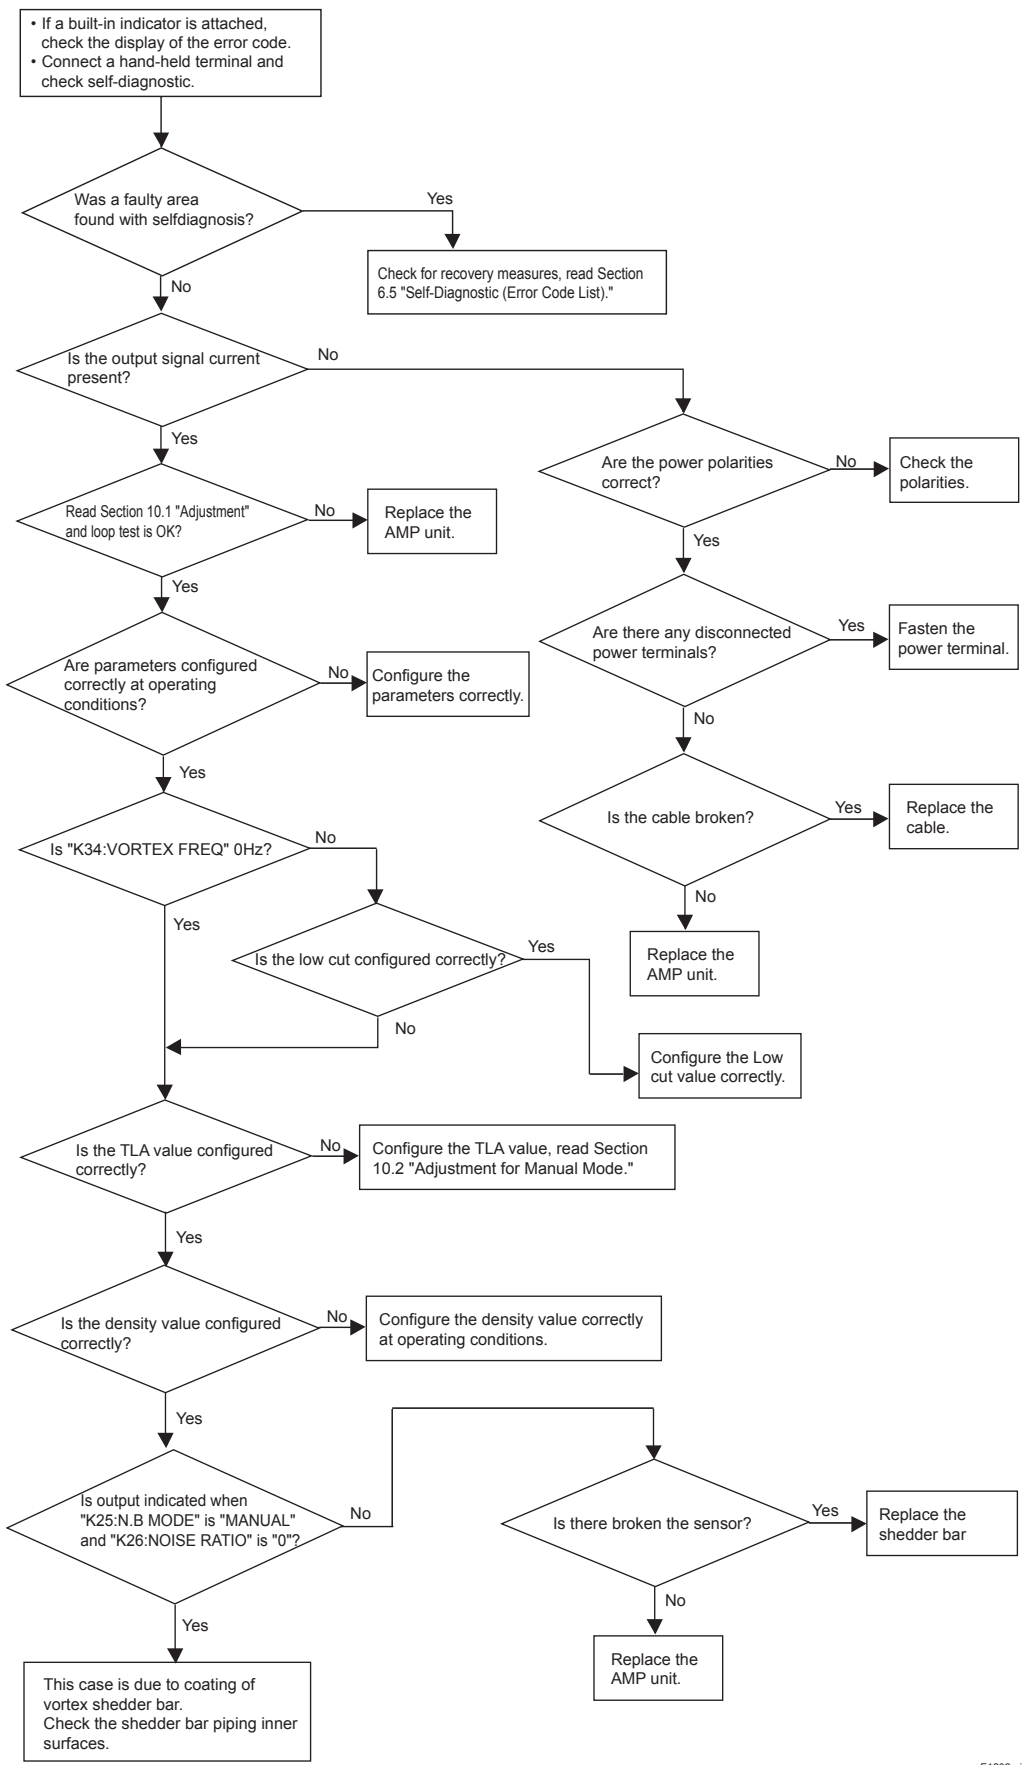 • If a built-in indicator is attached,
check the display of the error code.
• Connect a hand-held terminal and
check self-diagnostic.
Was a faulty area
found with selfdiagnosis?
Yes
Check for recovery measures, read Section
6.5 "Self-Diagnostic (Error Code List)."
No
Is the output signal current
present?
No
Yes
Are the power polarities
correct?
No
Check the
polarities.
Read Section 10.1 "Adjustment"
and loop test is OK?
No
Replace the
AMP unit.
Yes
Yes
Are there any disconnected
power terminals?
Yes
Fasten the
power terminal.
Are parameters configured
correctly at operating
conditions?
No
Configure the
parameters correctly.
No
Yes
Is the cable broken?
Yes
Replace the
cable.
Is "K34:VORTEX FREQ" 0Hz?
No
No
Yes
Replace the
AMP unit.
Is the low cut configured correctly?
Yes
No
Configure the Low
cut value correctly.
Is the TLA value configured
correctly?
No
Configure the TLA value, read Section
10.2 "Adjustment for Manual Mode."
Yes
Is the density value configured
correctly?
No
Configure the density value correctly
at operating conditions.
Yes
Is output indicated when
"K25:N.B MODE" is "MANUAL"
and "K26:NOISE RATIO" is "0"?
No
Is there broken the sensor?
Yes
Replace the
shedder bar
No
Yes
Replace the
AMP unit.
This case is due to coating of
vortex shedder bar.
Check the shedder bar piping inner
surfaces.